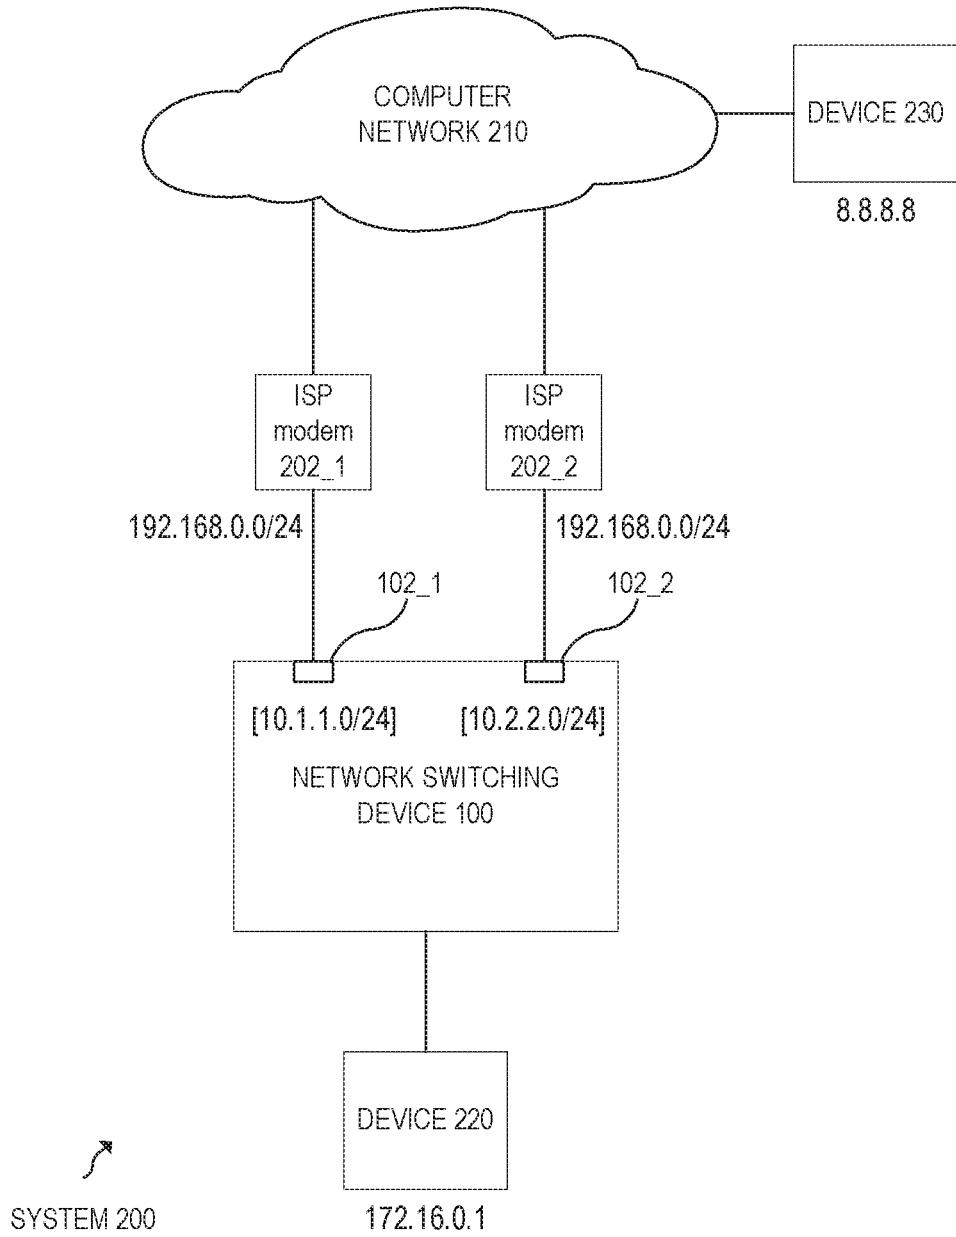 COMPUTER
NETWORK 210
DEVICE 230
8.8.8.8
ISP
modem
202_1
ISP
modem
202_2
192.168.0.0/24
192.168.0.0/24
102_1
102_2
[10.1.1.0/24]
[10.2.2.0/24]
NETWORK SWITCHING
DEVICE 100
DEVICE 220
172.16.0.1
SYSTEM 200